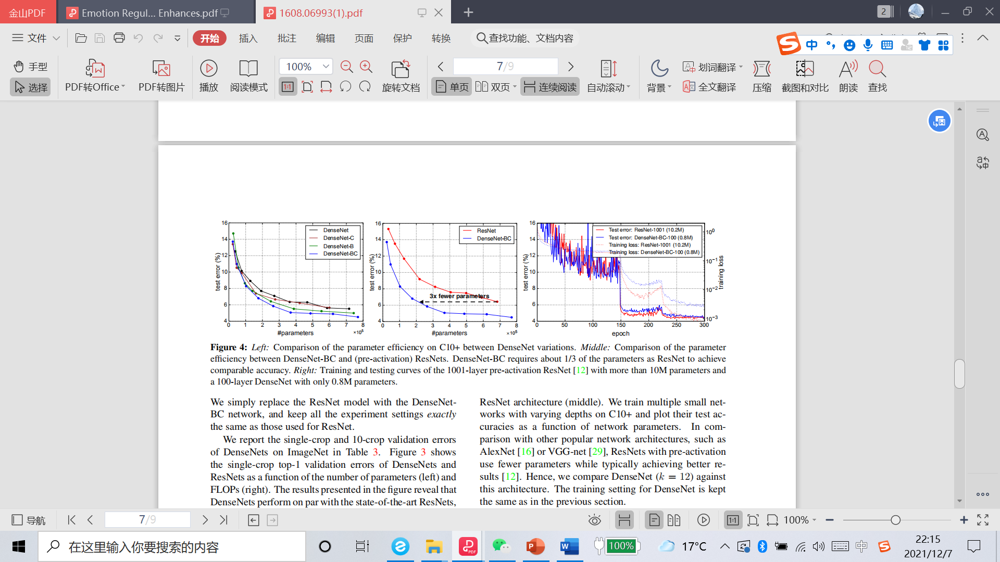 金山PDF
Emotion Regul... Enhances.pdf
1608.06993(1).pdf
2
文件
开始
插入
批注
编辑
页面
保护
转换
查找功能、文档内容
中
手型
选择
PDF转Office
PDF转图片
播放
阅读模式
100%
1:1
旋转文档
7/9
单页
双页
连续阅读
自动滚动
背景
划词翻译
全文翻译
压缩
截图和对比
朗读
查找
16
14
12
10
8
6
4
test error (%)
DenseNet
DenseNet-C
DenseNet-B
DenseNet-BC
0 1 2 3 4 5 6 7 8
#parameters
×10⁵
16
14
12
10
8
6
4
test error (%)
ResNet
DenseNet-BC
3x fewer parameters
0 1 2 3 4 5 6 7 8
#parameters
×10⁵
16
14
12
10
8
6
4
test error (%)
Test error: ResNet-1001 (10.2M)
Test error: DenseNet-BC-100 (0.8M)
Training loss: ResNet-1001 (10.2M)
Training loss: DenseNet-BC-100 (0.8M)
10⁰
10⁻¹
10⁻²
10⁻³
training loss
0 50 100 150 200 250 300
epoch
Figure 4: Left: Comparison of the parameter efficiency on C10+ between DenseNet variations. Middle: Comparison of the parameter
efficiency between DenseNet-BC and (pre-activation) ResNets. DenseNet-BC requires about 1/3 of the parameters as ResNet to achieve
comparable accuracy. Right: Training and testing curves of the 1001-layer pre-activation ResNet [12] with more than 10M parameters and
a 100-layer DenseNet with only 0.8M parameters.
We simply replace the ResNet model with the DenseNet-
BC network, and keep all the experiment settings exactly
the same as those used for ResNet.
We report the single-crop and 10-crop validation errors
of DenseNets on ImageNet in Table 3. Figure 3 shows
the single-crop top-1 validation errors of DenseNets and
ResNets as a function of the number of parameters (left) and
FLOPs (right). The results presented in the figure reveal that
DenseNets perform on par with the state-of-the-art ResNets,
ResNet architecture (middle). We train multiple small net-
works with varying depths on C10+ and plot their test ac-
curacies as a function of network parameters. In com-
parison with other popular network architectures, such as
AlexNet [16] or VGG-net [29], ResNets with pre-activation
use fewer parameters while typically achieving better re-
sults [12]. Hence, we compare DenseNet (k = 12) against
this architecture. The training setting for DenseNet is kept
the same as in the previous section.
导航
7/9
1:1
100%
在这里输入你要搜索的内容
100%
17°C
中
22:15
2021/12/7